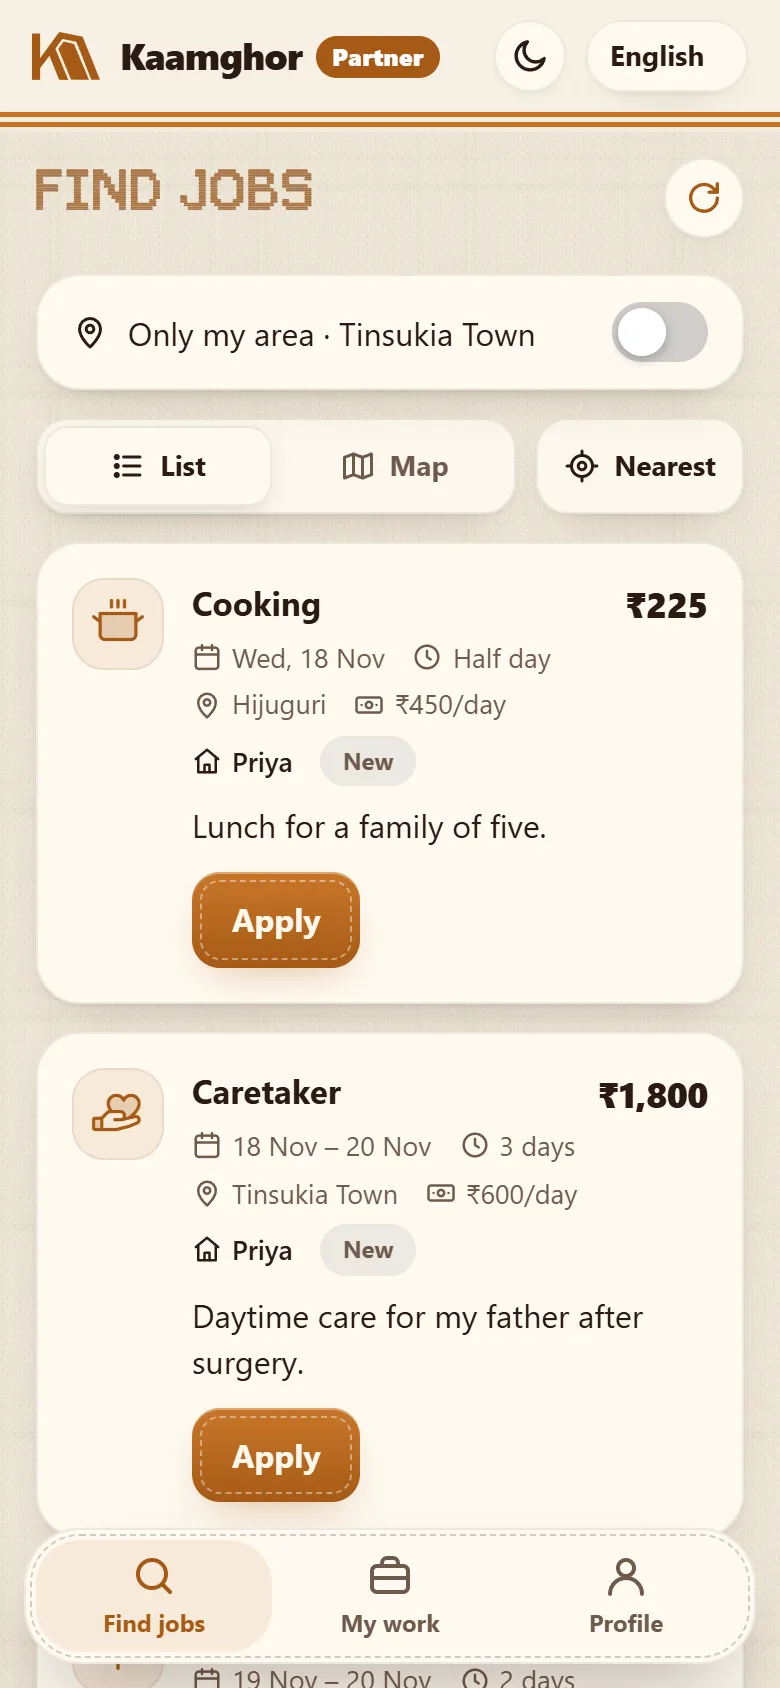 Kaamghor Partner English
FIND JOBS
Only my area · Tinsukia Town
List Map Nearest
Cooking ₹225
Wed, 18 Nov Half day
Hijuguri ₹450/day
Priya New
Lunch for a family of five.
Apply
Caretaker ₹1,800
18 Nov – 20 Nov 3 days
Tinsukia Town ₹600/day
Priya New
Daytime care for my father after
surgery.
Apply
Find jobs My work Profile
19 Nov – 20 Nov 2 days